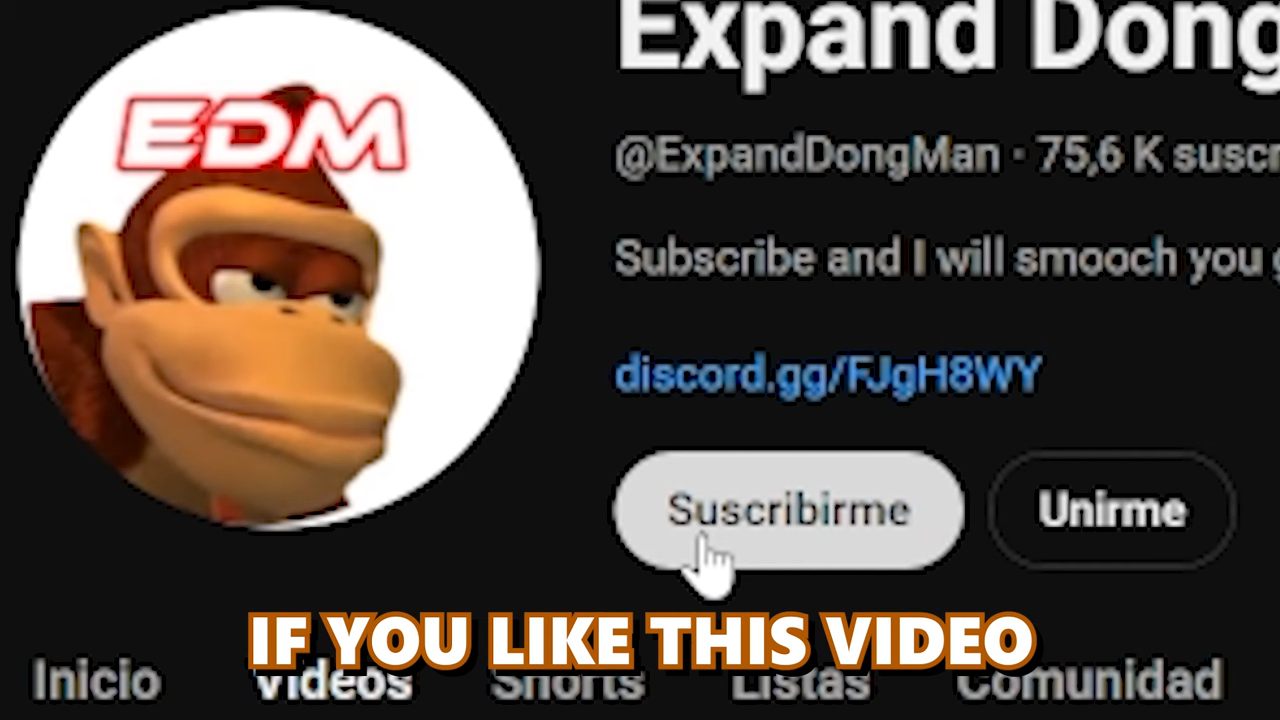 EDM
Expand Dong
@ExpandDongMan · 75,6 K suscr
Subscribe and I will smooch you
discord.gg/FJgH8WY
Suscribirme
Unirme
IF YOU LIKE THIS VIDEO
Inicio
Videos
Shorts
Listas
Comunidad